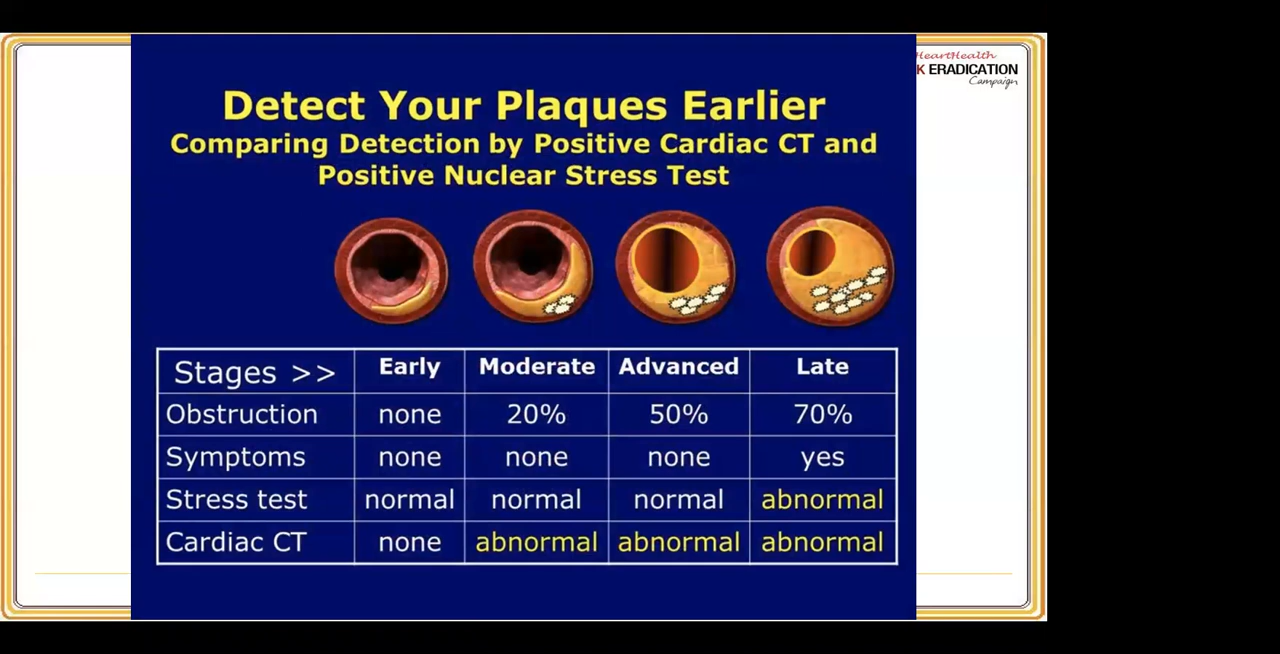 HeartHealth
K ERADICATION
Campaign
Detect Your Plaques Earlier
Comparing Detection by Positive Cardiac CT and
Positive Nuclear Stress Test
Stages >> Early Moderate Advanced Late
Obstruction none 20% 50% 70%
Symptoms none none none yes
Stress test normal normal normal abnormal
Cardiac CT none abnormal abnormal abnormal